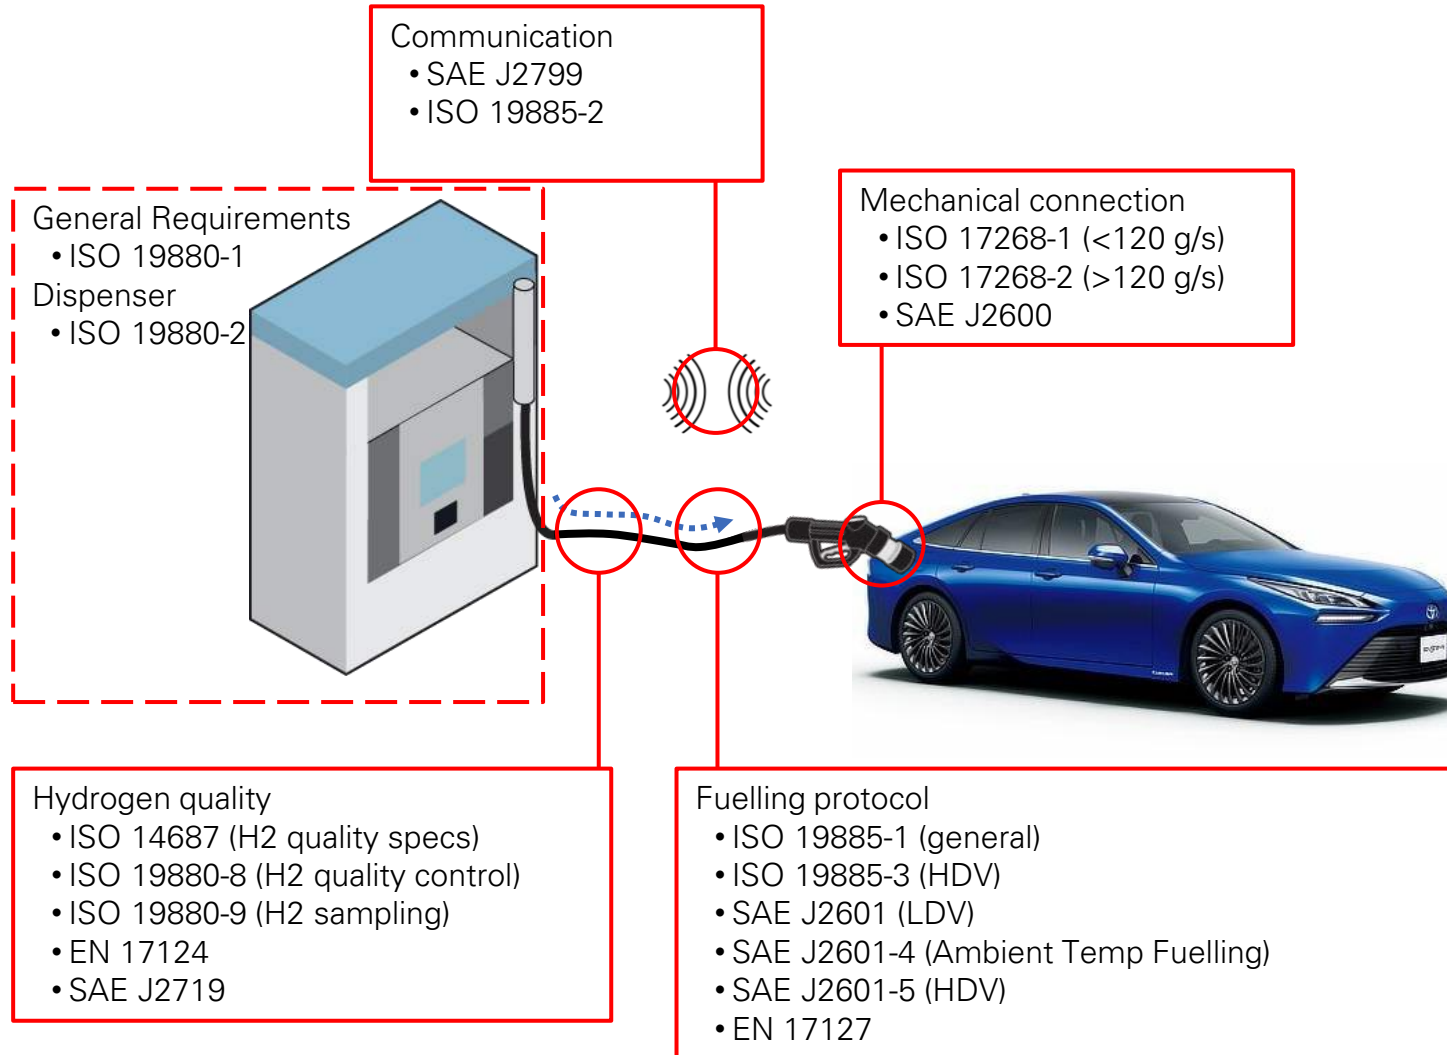 Communication
• SAE J2799
• ISO 19885-2
General Requirements
• ISO 19880-1
Dispenser
• ISO 19880-2
Mechanical connection
• ISO 17268-1 (<120 g/s)
• ISO 17268-2 (>120 g/s)
• SAE J2600
Hydrogen quality
• ISO 14687 (H2 quality specs)
• ISO 19880-8 (H2 quality control)
• ISO 19880-9 (H2 sampling)
• EN 17124
• SAE J2719
Fuelling protocol
• ISO 19885-1 (general)
• ISO 19885-3 (HDV)
• SAE J2601 (LDV)
• SAE J2601-4 (Ambient Temp Fuelling)
• SAE J2601-5 (HDV)
• EN 17127